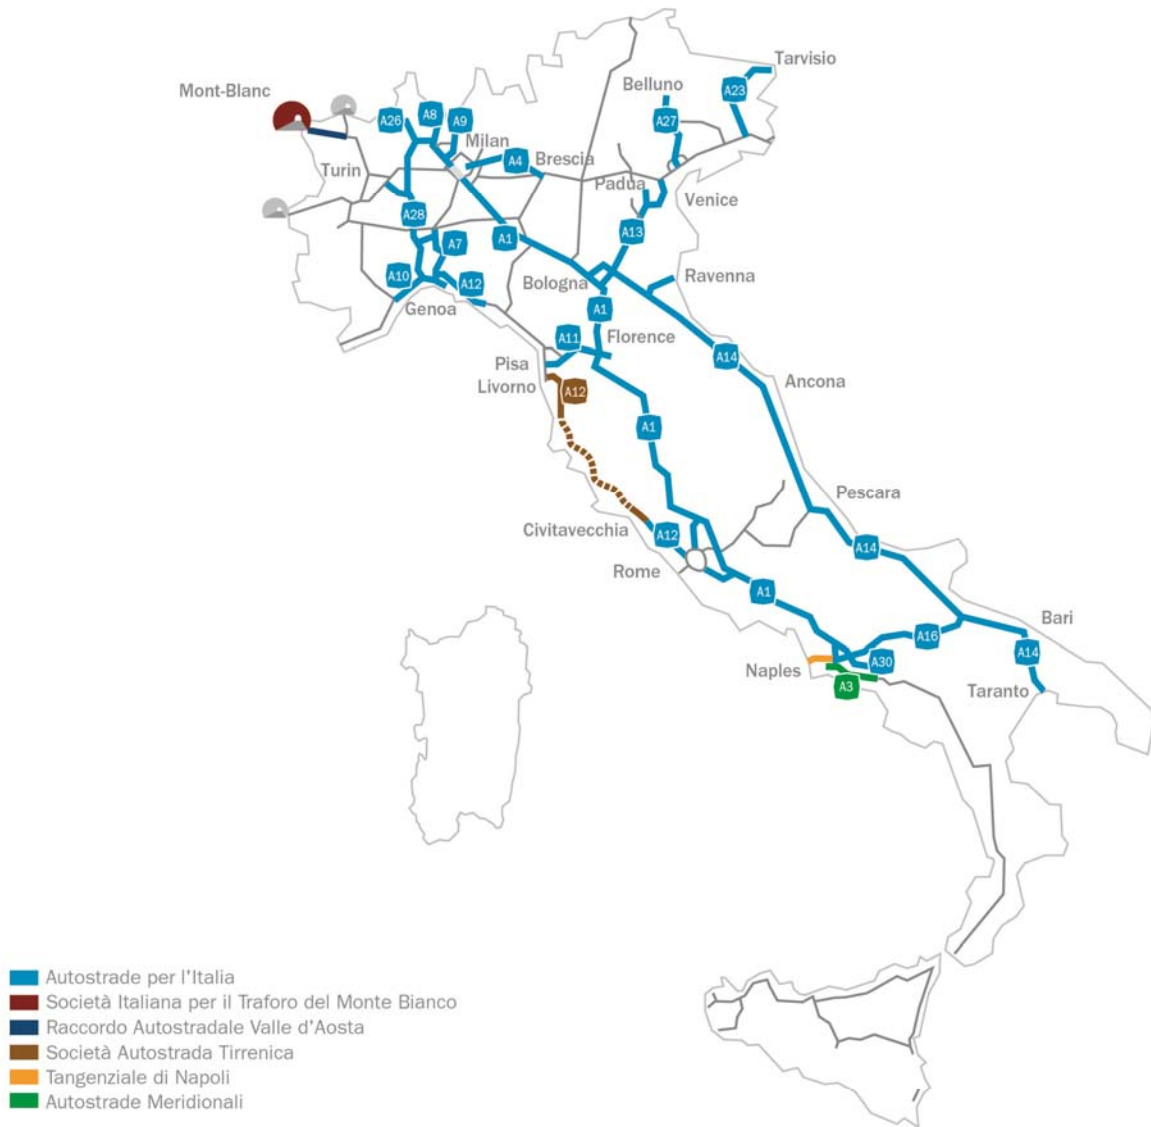 Tarvisio
Mont-Blanc
Belluno
A23
A26
A8
A9
A27
Milan
A4
Brescia
Turin
Padua
Venice
A28
A13
A7
A1
A10
A12
Bologna
Ravenna
Genoa
A1
A11
Florence
A14
Pisa
Livorno
A12
Ancona
A1
Pescara
Civitavecchia
A12
A14
Rome
A1
Bari
A16
A14
Naples
A30
A3
Taranto
Autostrade per l'Italia
Società Italiana per il Traforo del Monte Bianco
Raccordo Autostradale Valle d'Aosta
Società Autostrada Tirrenica
Tangenziale di Napoli
Autostrade Meridionali